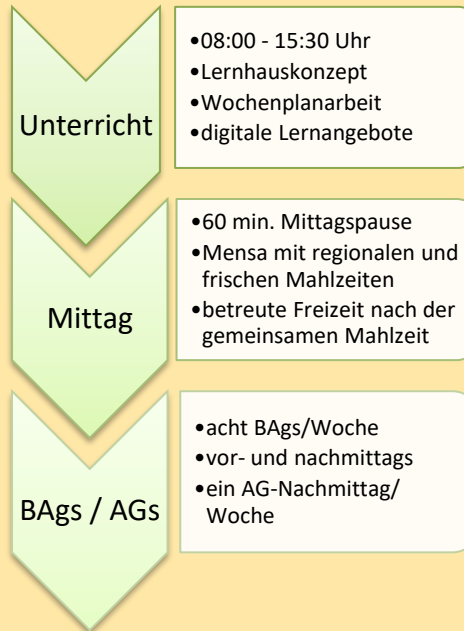 Unterricht
•08:00 - 15:30 Uhr
•Lernhauskonzept
•Wochenplanarbeit
•digitale Lernangebote
Mittag
•60 min. Mittagspause
•Mensa mit regionalen und
frischen Mahlzeiten
•betreute Freizeit nach der
gemeinsamen Mahlzeit
BAgs / AGs
•acht BAgs/Woche
•vor- und nachmittags
•ein AG-Nachmittag/
Woche